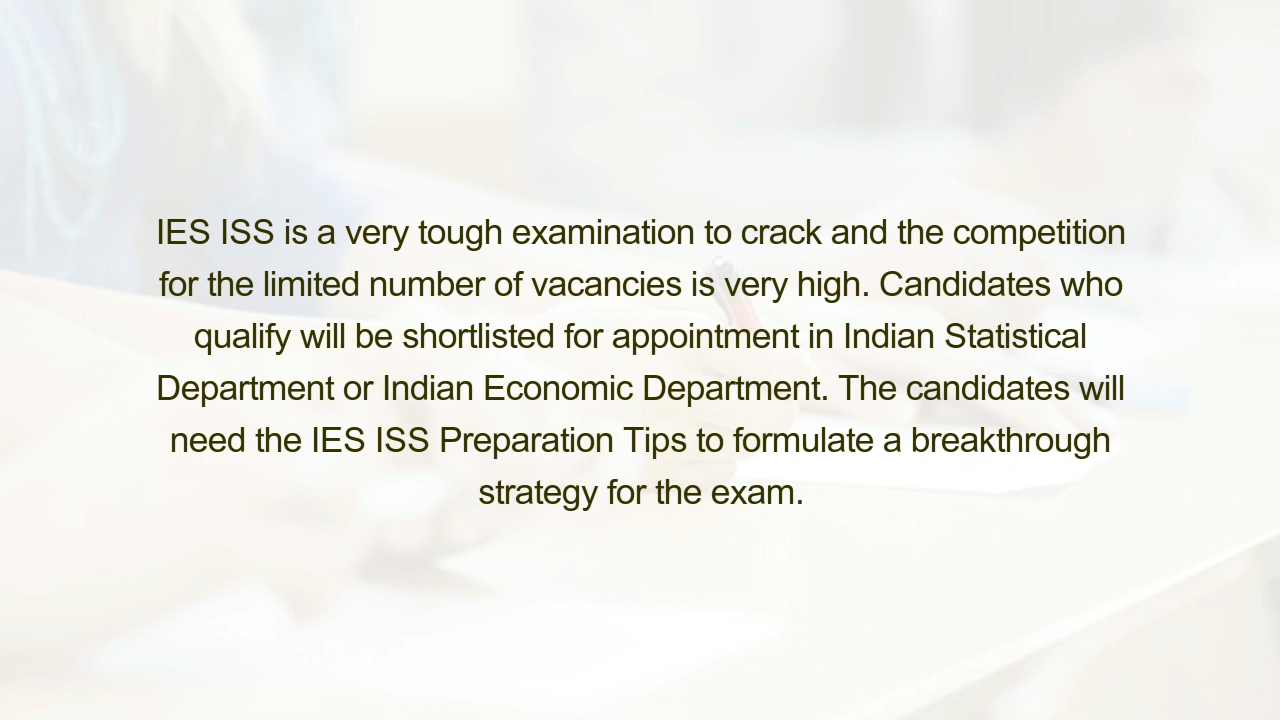 IES ISS is a very tough examination to crack and the competition
for the limited number of vacancies is very high. Candidates who
qualify will be shortlisted for appointment in Indian Statistical
Department or Indian Economic Department. The candidates will
need the IES ISS Preparation Tips to formulate a breakthrough
strategy for the exam.